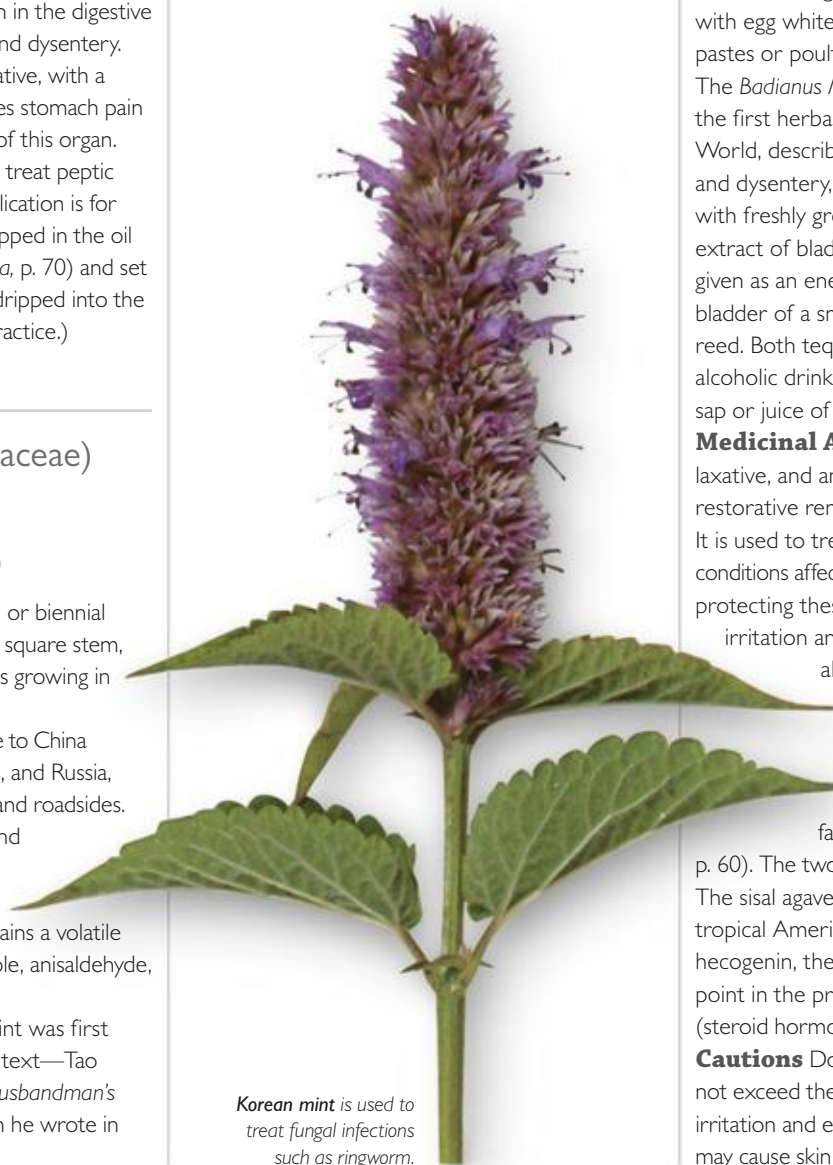 n in the digestive
nd dysentery.
ative, with a
es stomach pain
of this organ.
treat peptic
lication is for
pped in the oil
a, p. 70) and set
dripped into the
ractice.)
aceae)
)
or biennial
square stem,
s growing in
e to China
, and Russia,
and roadsides.
nd
ains a volatile
ole, anisaldehyde,
int was first
text—Tao
usbandman’s
n he wrote in
Korean mint is used to
treat fungal infections
such as ringworm.
with egg white
pastes or poult
The Badianus
the first herba
World, describ
and dysentery,
with freshly gr
extract of blad
given as an ene
bladder of a sm
reed. Both teq
alcoholic drink
sap or juice of
Medicinal A
laxative, and an
restorative rem
It is used to tre
conditions affec
protecting thes
irritation an
al
fa
p. 60). The two
The sisal agave
tropical Ameri
hecogenin, the
point in the pr
(steroid hormo
Cautions Do
not exceed the
irritation and e
may cause skin